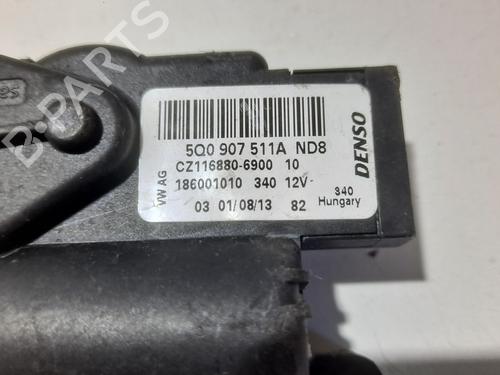 B-PARTS
5Q0 907 511A ND8
CZ116880-6900 10
186001010 340 12V-
03 01/08/13 82
VW AG
DENSO
340
Hungary